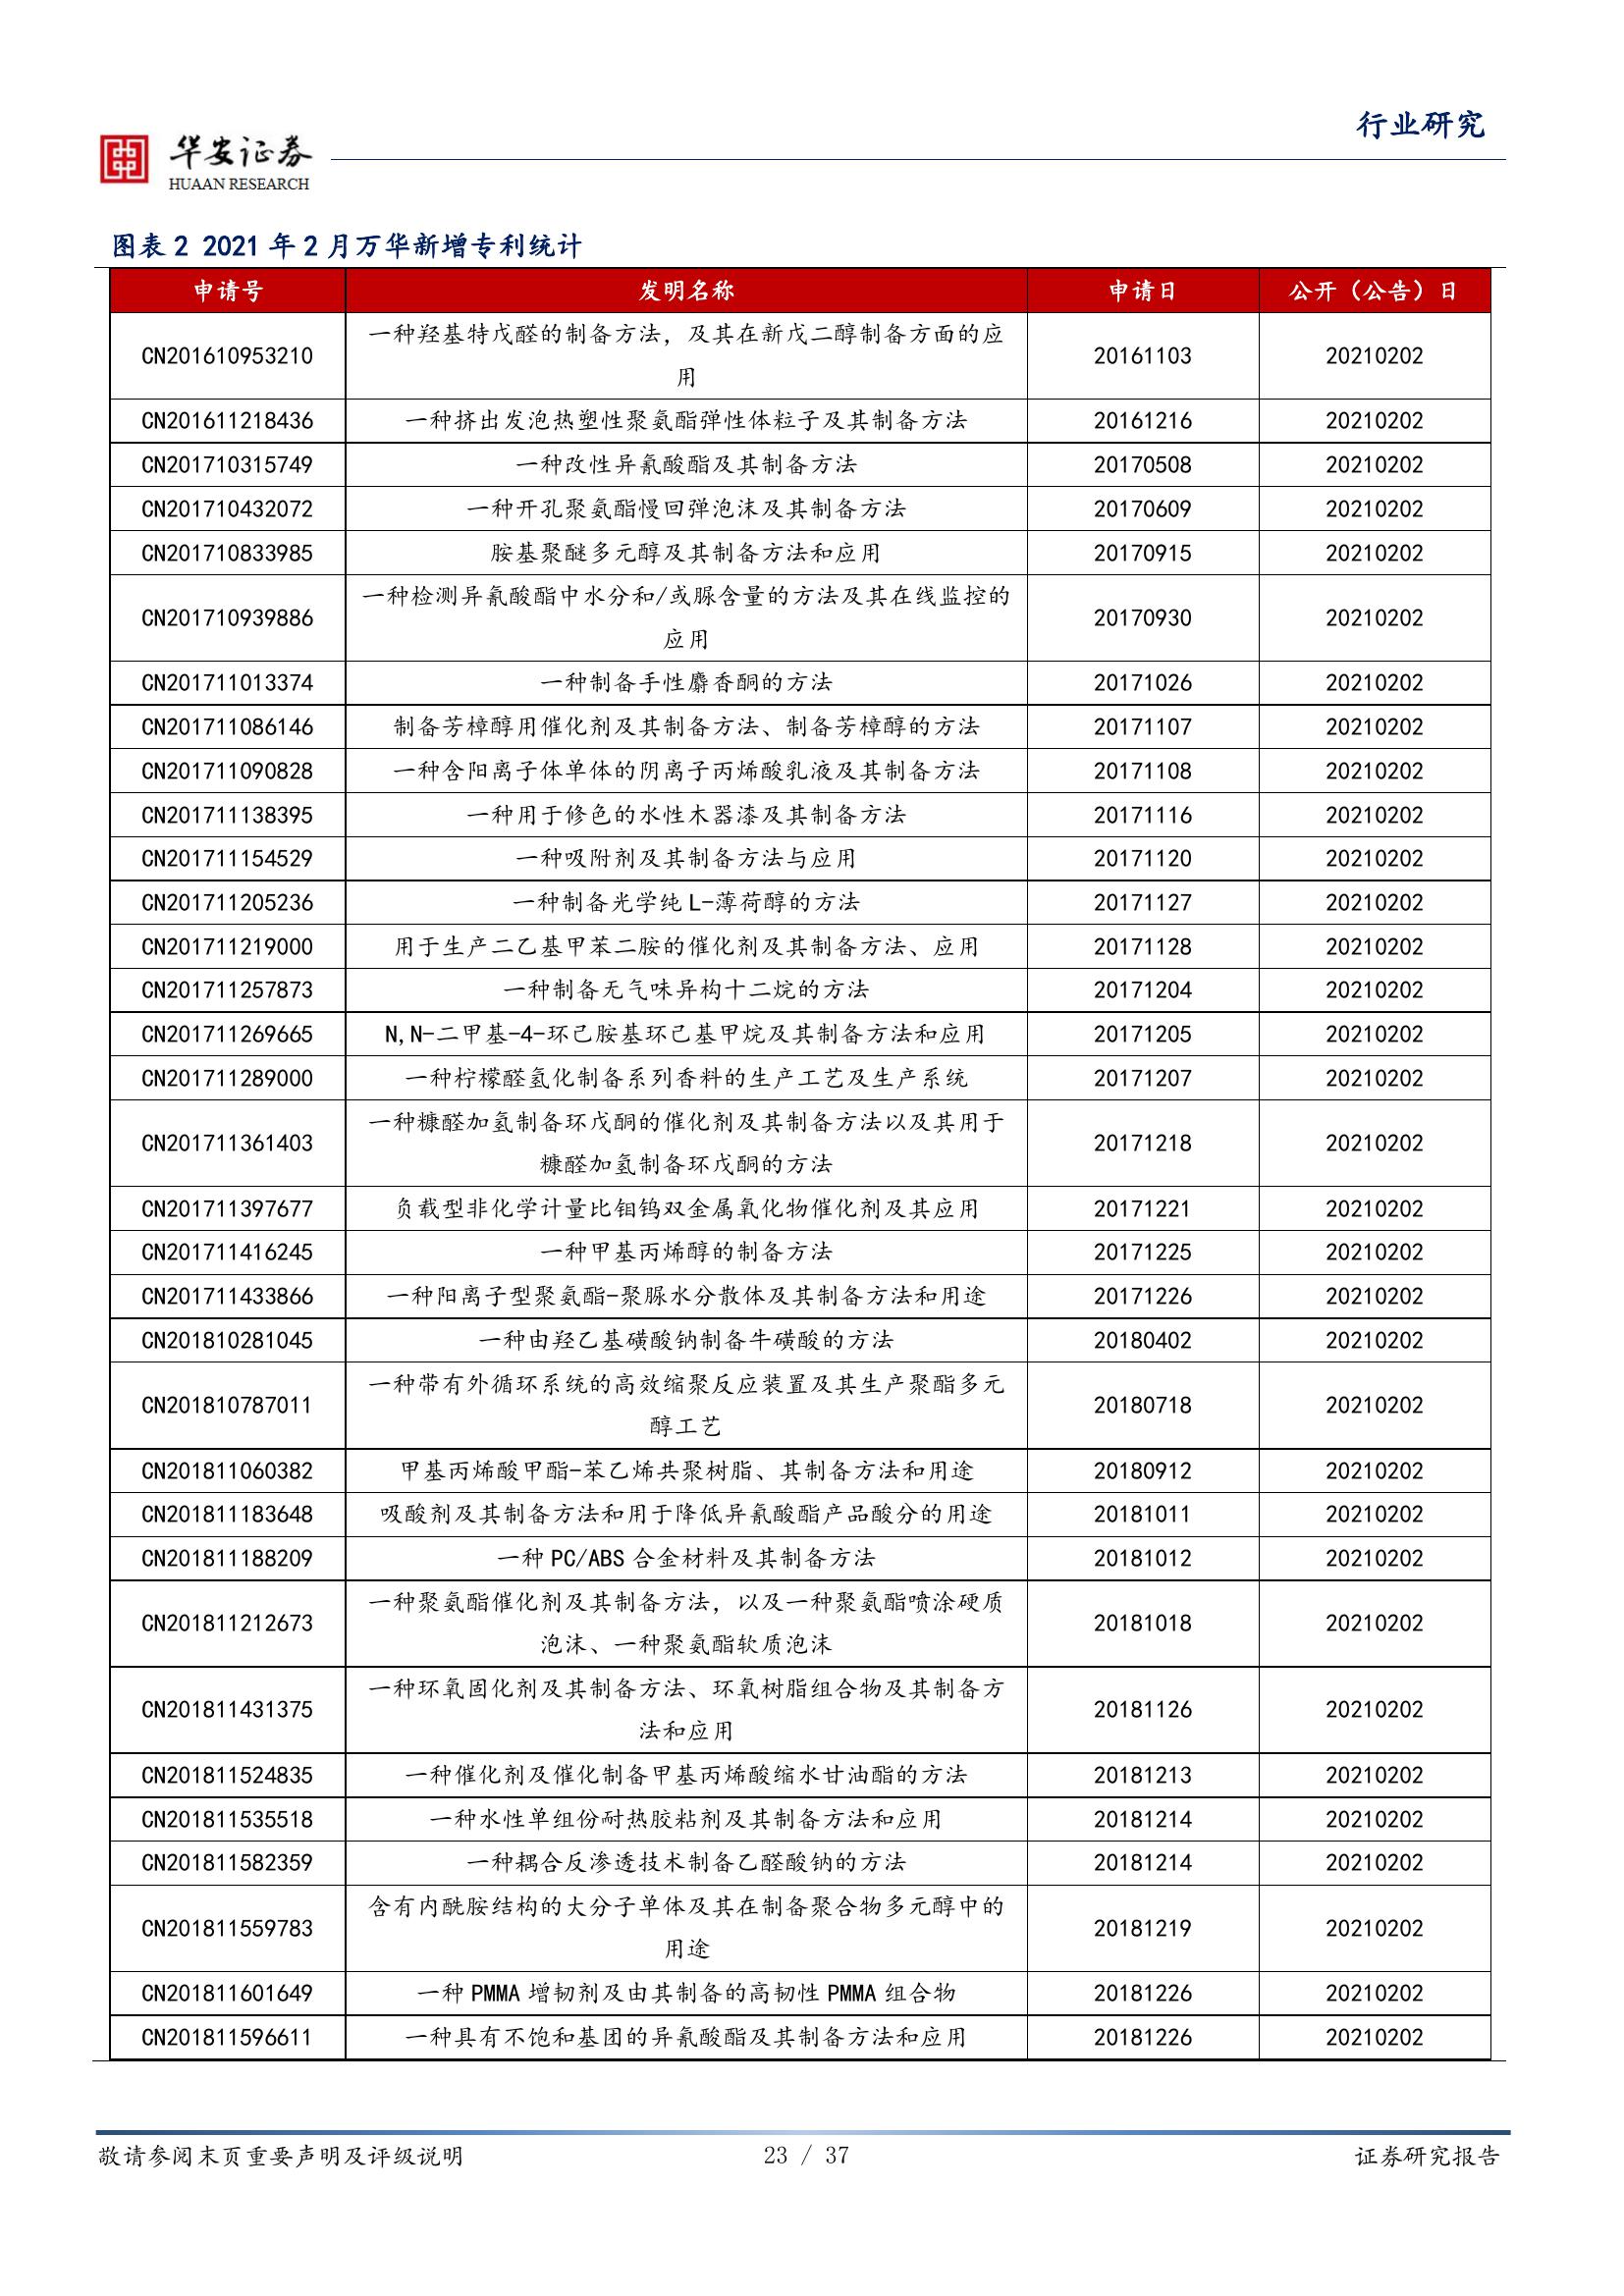 行业研究
华安证券
HUAAN RESEARCH
图表 2 2021 年 2 月万华新增专利统计
申请号 发明名称 申请日 公开（公告）日
CN201610953210 一种羟基特戊醛的制备方法，及其在新戊二醇制备方面的应 20161103 20210202
用
CN201611218436 一种挤出发泡热塑性聚氨酯弹性体粒子及其制备方法 20161216 20210202
CN201710315749 一种改性异氰酸酯及其制备方法 20170508 20210202
CN201710432072 一种开孔聚氨酯慢回弹泡沫及其制备方法 20170609 20210202
CN201710833985 胺基聚醚多元醇及其制备方法和应用 20170915 20210202
CN201710939886 一种检测异氰酸酯中水分和/或脲含量的方法及其在线监控的 20170930 20210202
应用
CN201711013374 一种制备手性麝香酮的方法 20171026 20210202
CN201711086146 制备芳樟醇用催化剂及其制备方法、制备芳樟醇的方法 20171107 20210202
CN201711090828 一种含阳离子体单体的阴离子丙烯酸乳液及其制备方法 20171108 20210202
CN201711138395 一种用于修色的水性木器漆及其制备方法 20171116 20210202
CN201711154529 一种吸附剂及其制备方法与应用 20171120 20210202
CN201711205236 一种制备光学纯 L-薄荷醇的方法 20171127 20210202
CN201711219000 用于生产二乙基甲苯二胺的催化剂及其制备方法、应用 20171128 20210202
CN201711257873 一种制备无气味异构十二烷的方法 20171204 20210202
CN201711269665 N,N-二甲基-4-环己胺基环己基甲烷及其制备方法和应用 20171205 20210202
CN201711289000 一种柠檬醛氢化制备系列香料的生产工艺及生产系统 20171207 20210202
CN201711361403 一种糠醛加氢制备环戊酮的催化剂及其制备方法以及其用于 20171218 20210202
糠醛加氢制备环戊酮的方法
CN201711397677 负载型非化学计量比钼钨双金属氧化物催化剂及其应用 20171221 20210202
CN201711416245 一种甲基丙烯醇的制备方法 20171225 20210202
CN201711433866 一种阳离子型聚氨酯-聚脲水分散体及其制备方法和用途 20171226 20210202
CN201810281045 一种由羟乙基磺酸钠制备牛磺酸的方法 20180402 20210202
CN201810787011 一种带有外循环系统的高效缩聚反应装置及其生产聚酯多元 20180718 20210202
醇工艺
CN201811060382 甲基丙烯酸甲酯-苯乙烯共聚树脂、其制备方法和用途 20180912 20210202
CN201811183648 吸酸剂及其制备方法和用于降低异氰酸酯产品酸分的用途 20181011 20210202
CN201811188209 一种 PC/ABS 合金材料及其制备方法 20181012 20210202
CN201811212673 一种聚氨酯催化剂及其制备方法，以及一种聚氨酯喷涂硬质 20181018 20210202
泡沫、一种聚氨酯软质泡沫
CN201811431375 一种环氧固化剂及其制备方法、环氧树脂组合物及其制备方 20181126 20210202
法和应用
CN201811524835 一种催化剂及催化制备甲基丙烯酸缩水甘油酯的方法 20181213 20210202
CN201811535518 一种水性单组份耐热胶粘剂及其制备方法和应用 20181214 20210202
CN201811582359 一种耦合反渗透技术制备乙醛酸钠的方法 20181214 20210202
CN201811559783 含有内酰胺结构的大分子单体及其在制备聚合物多元醇中的 20181219 20210202
用途
CN201811601649 一种 PMMA 增韧剂及由其制备的高韧性 PMMA 组合物 20181226 20210202
CN201811596611 一种具有不饱和基团的异氰酸酯及其制备方法和应用 20181226 20210202
敬请参阅末页重要声明及评级说明 23 / 37 证券研究报告